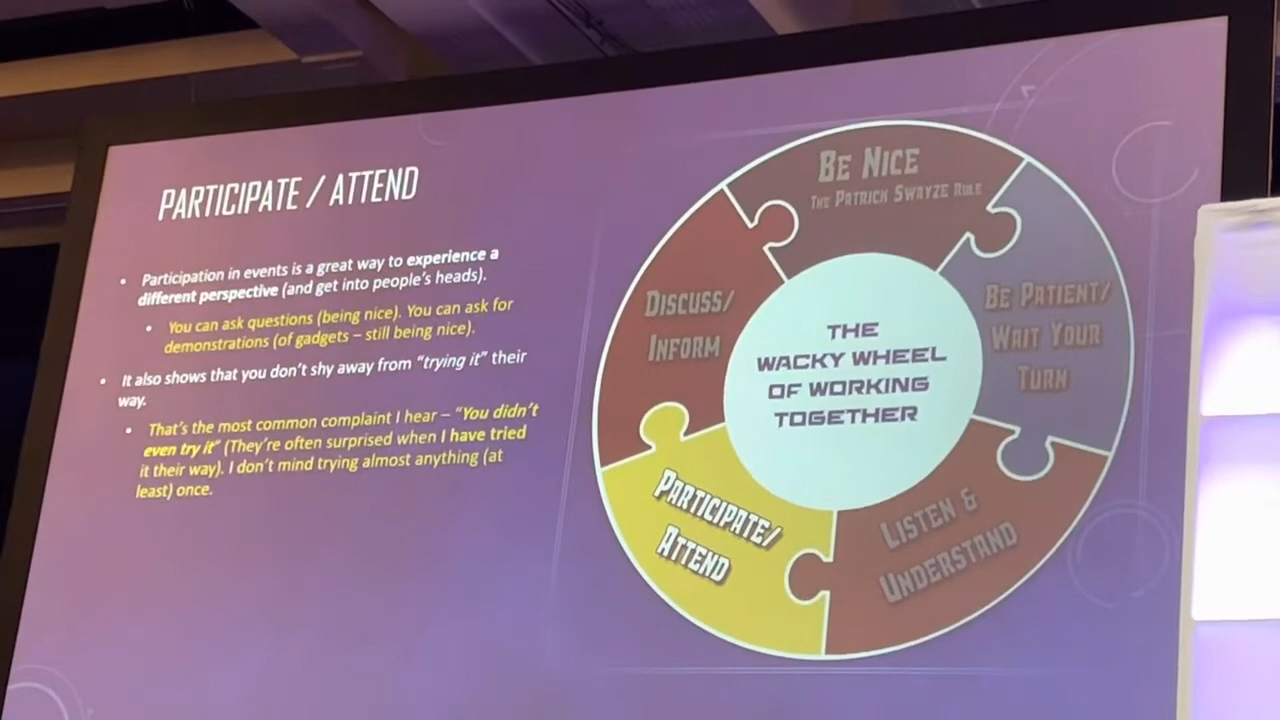 PARTICIPATE / ATTEND
• Participation in events is a great way to experience a
different perspective (and get into people's heads).
• You can ask questions (being nice). You can ask for
demonstrations (of gadgets – still being nice).
• It also shows that you don't shy away from "trying it" their
way.
• That's the most common complaint I hear – "You didn't
even try it" (They're often surprised when I have tried
it their way). I don't mind trying almost anything (at
least) once.
BE NICE
THE PATRICK SWAYZE RULE
BE PATIENT/
WAIT YOUR
TURN
LISTEN &
UNDERSTAND
PARTICIPATE/
ATTEND
DISCUSS/
INFORM
THE
WACKY WHEEL
OF WORKING
TOGETHER